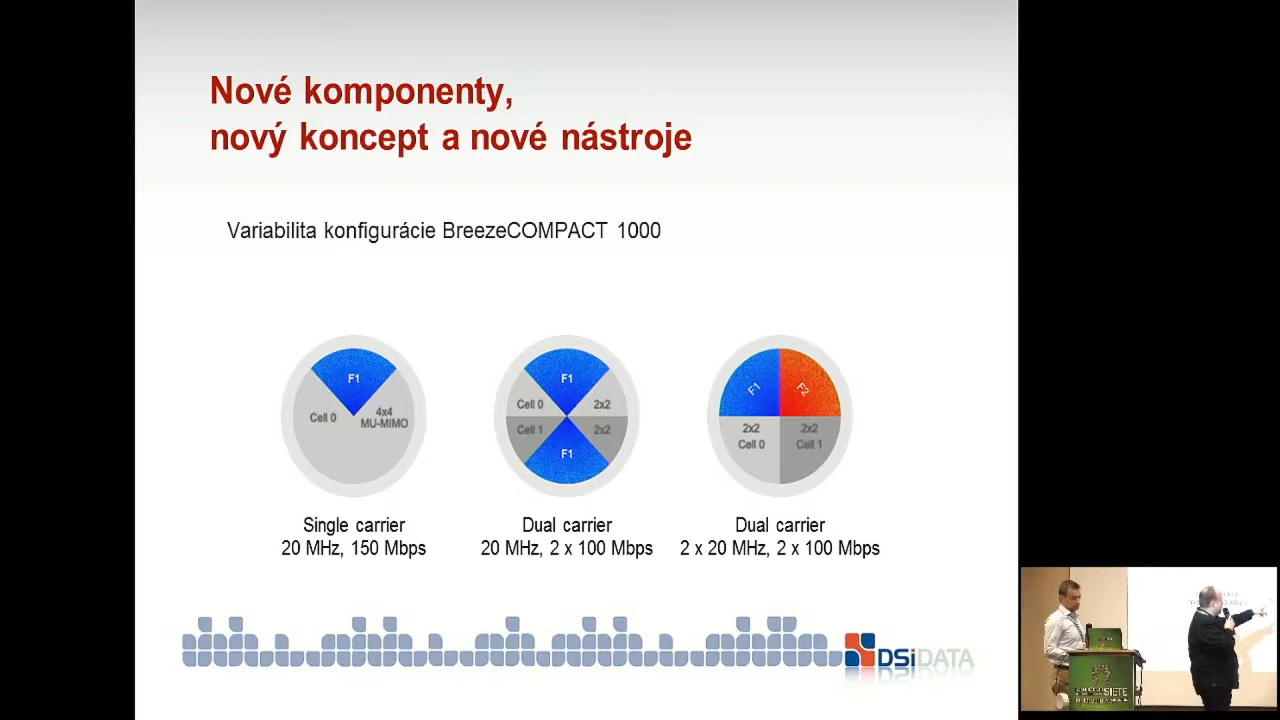 Nové komponenty,
nový koncept a nové nástroje
Variabilita konfigurácie BreezeCOMPACT 1000
F1
Cell 0
4x4
MU-MIMO
Single carrier
20 MHz, 150 Mbps
F1
Cell 0
2x2
Cell 1
2x2
F1
Dual carrier
20 MHz, 2 x 100 Mbps
F1
F2
2x2
Cell 0
2x2
Cell 1
Dual carrier
2 x 20 MHz, 2 x 100 Mbps
DSiDATA
SIETE